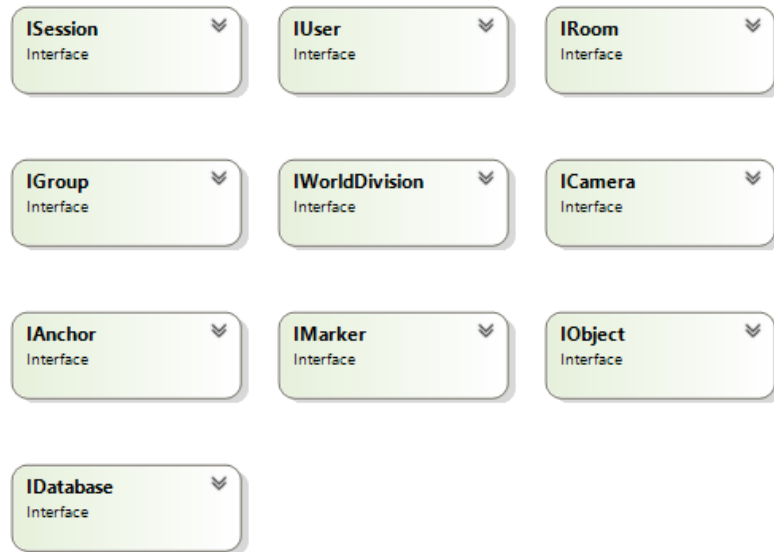 ISession
Interface
IUser
Interface
IRoom
Interface
IGroup
Interface
IWorldDivision
Interface
ICamera
Interface
IAnchor
Interface
IMarker
Interface
IObject
Interface
IDatabase
Interface